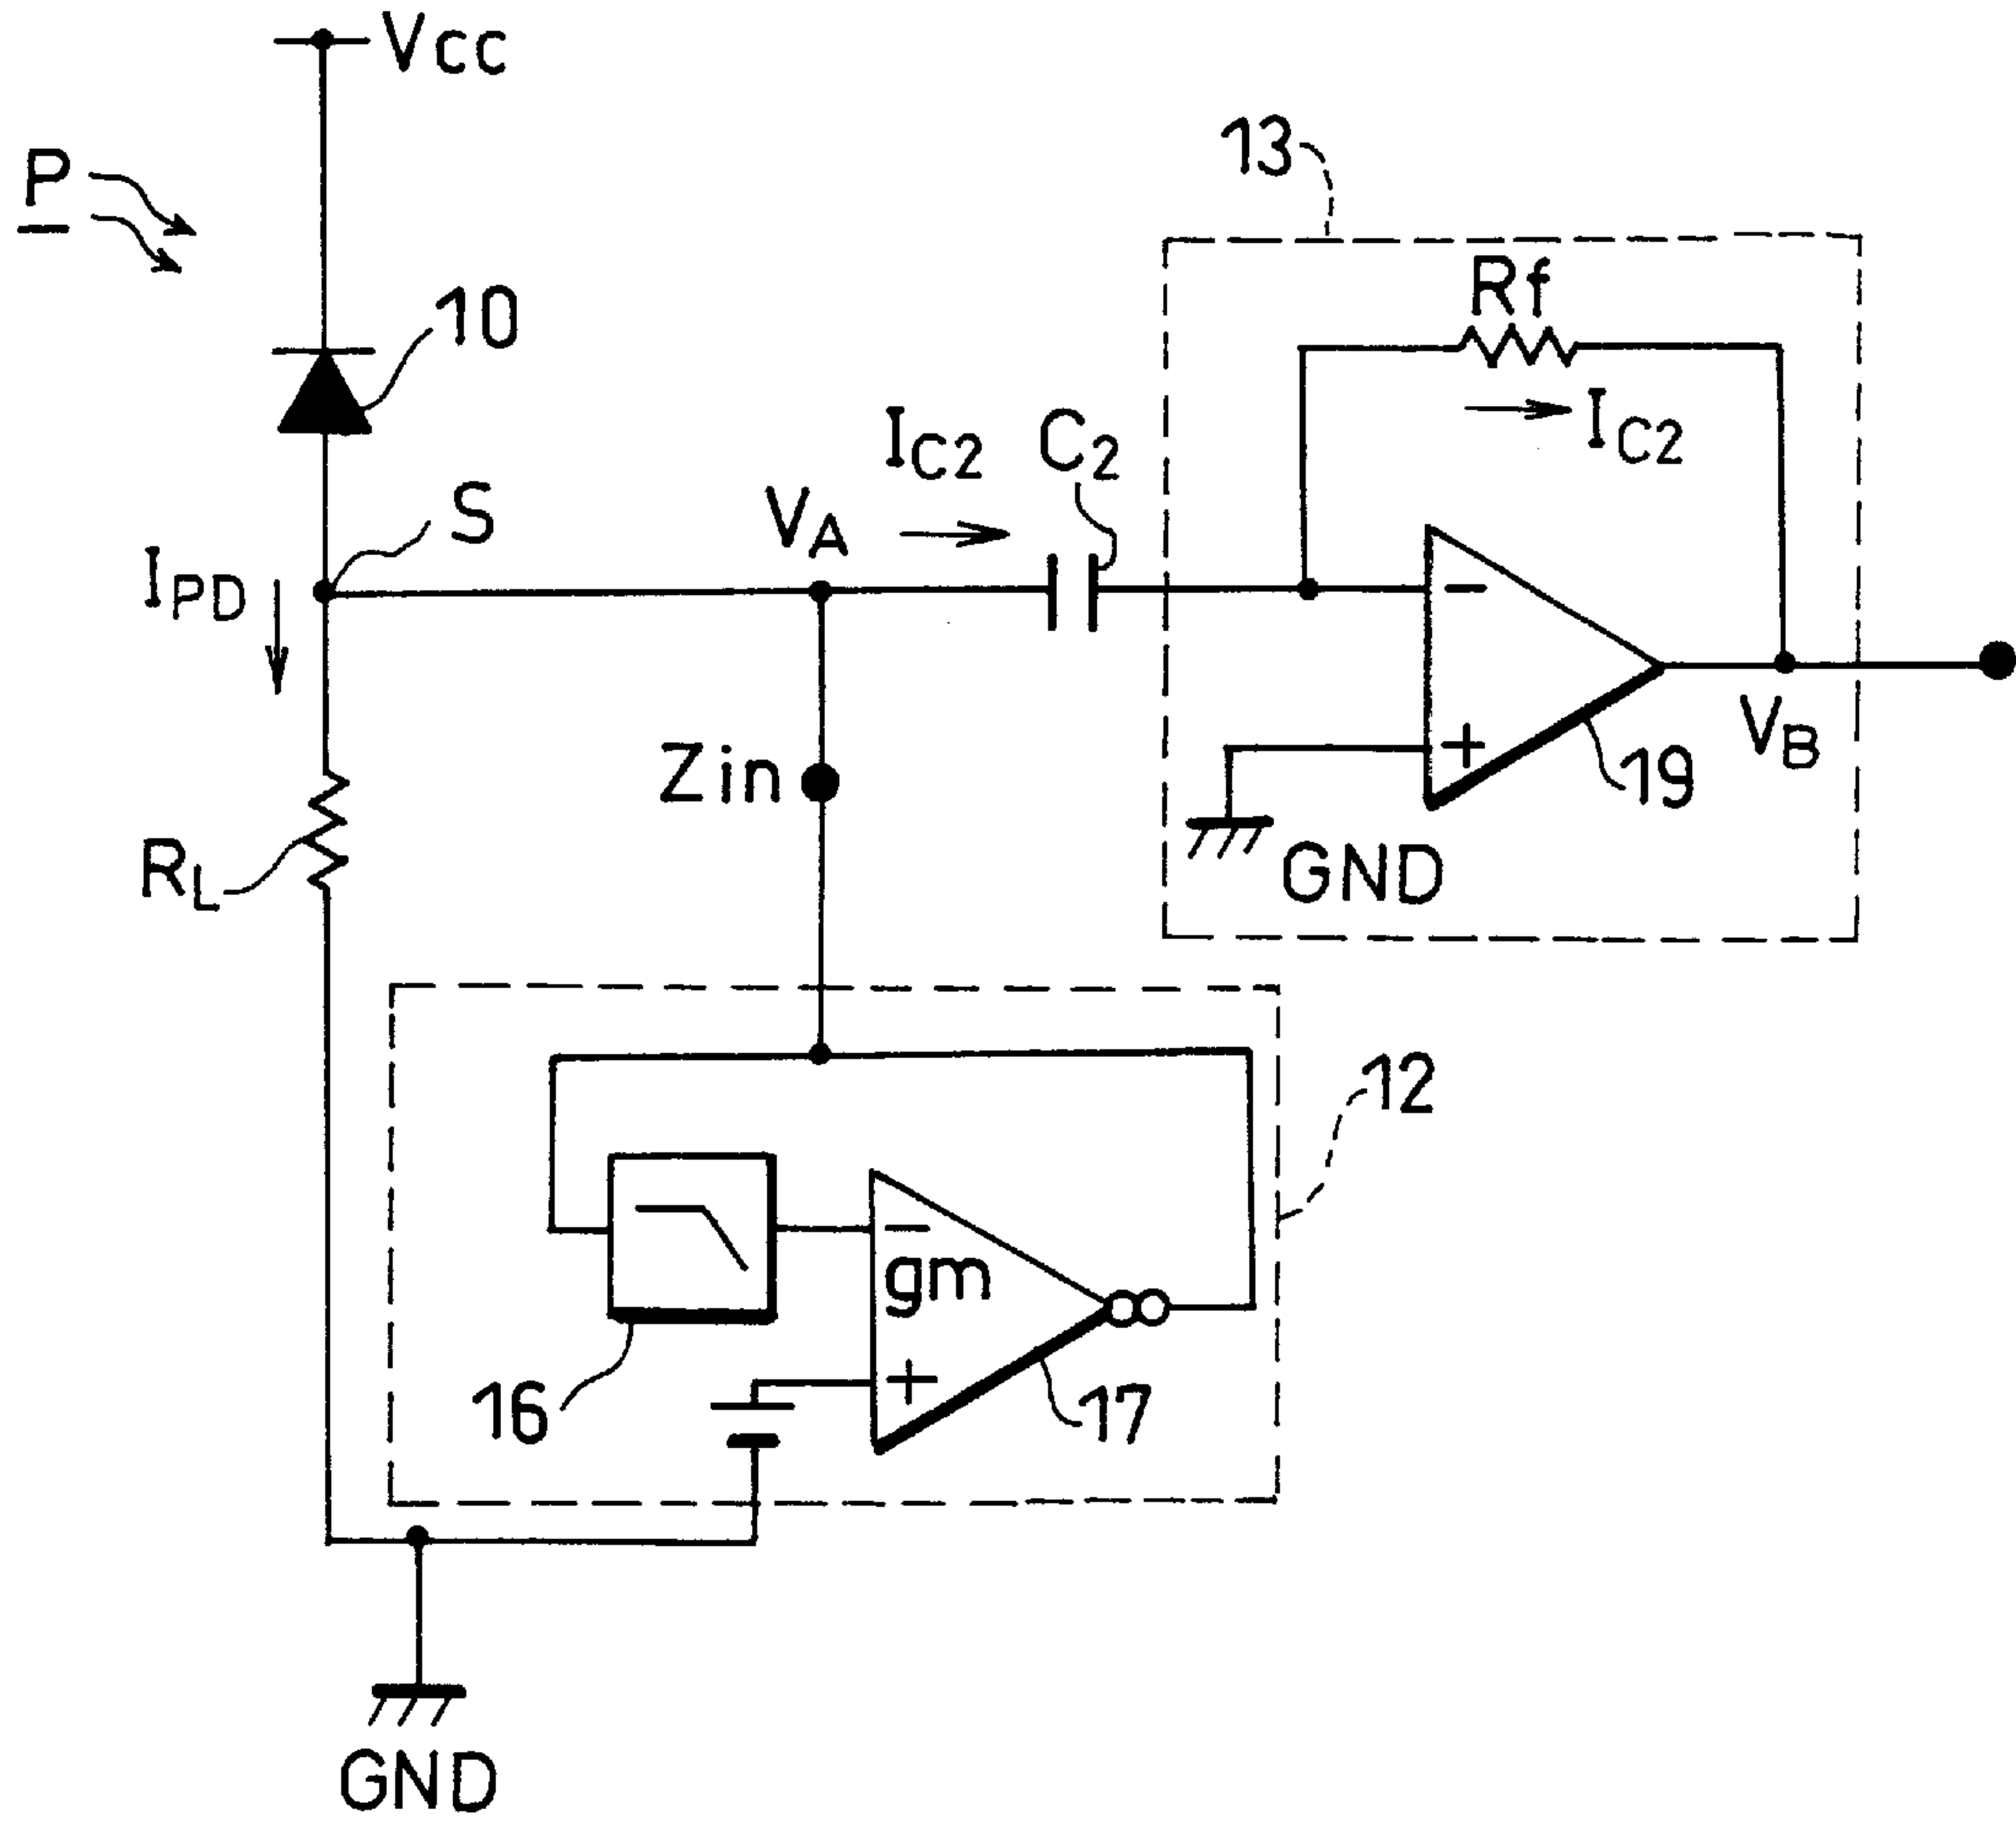 Vcc
P
13
Rf
10
IC2
C2
IC2
S
VA
IPD
−
Zin
VB
+
19
RL
GND
12
−
gm
16
+
17
GND